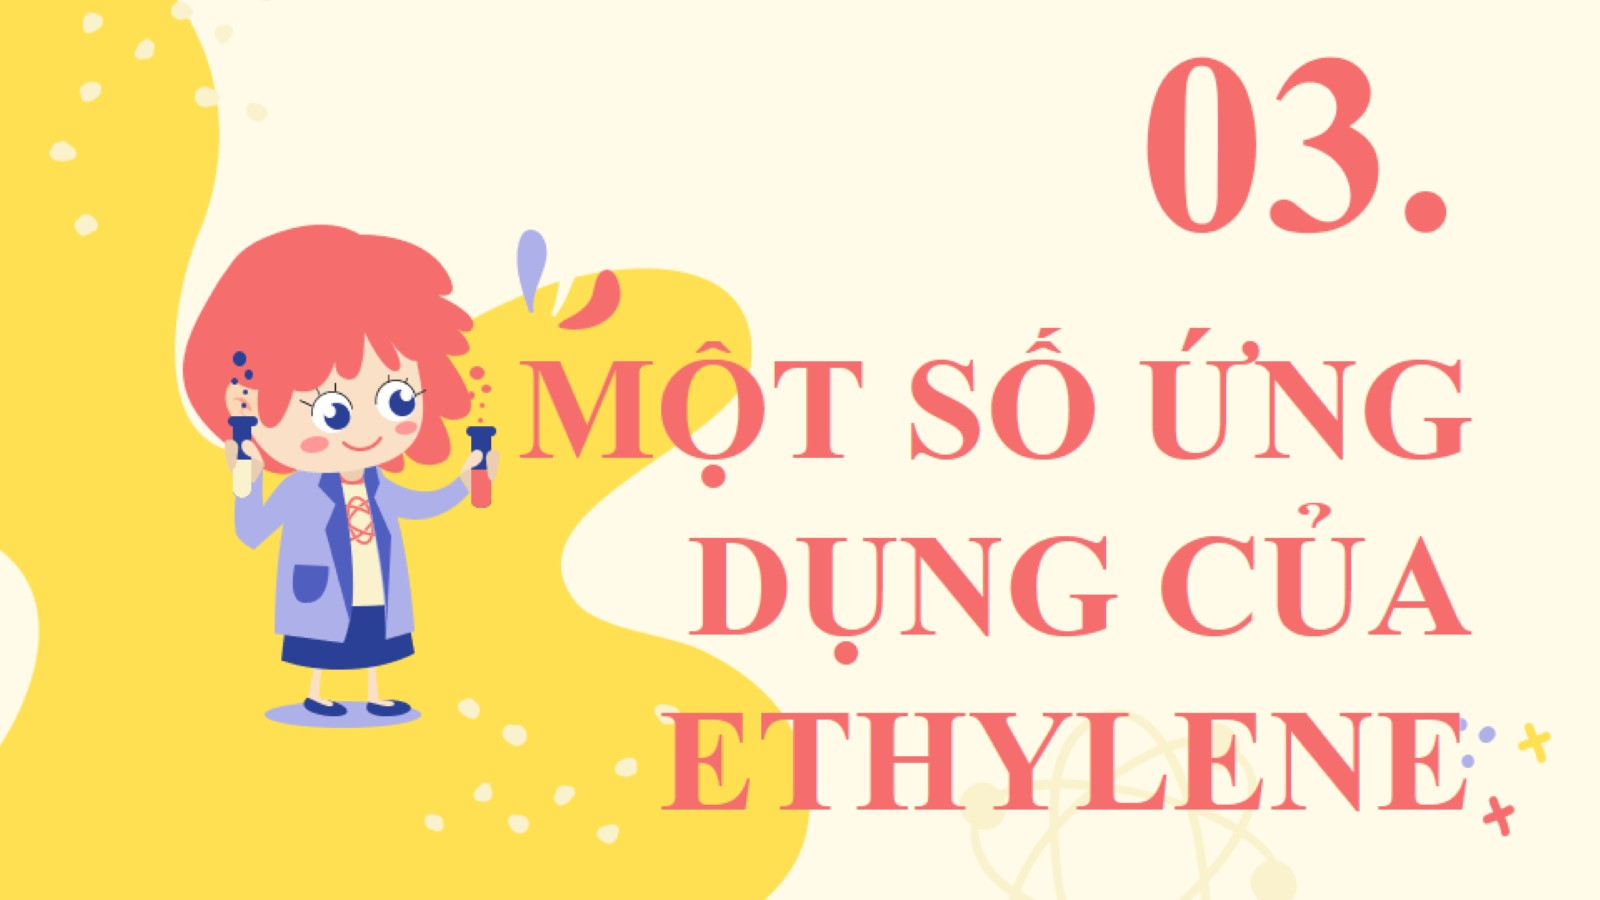 03.
MỘT SỐ ỨNG
DỤNG CỦA
ETHYLENE